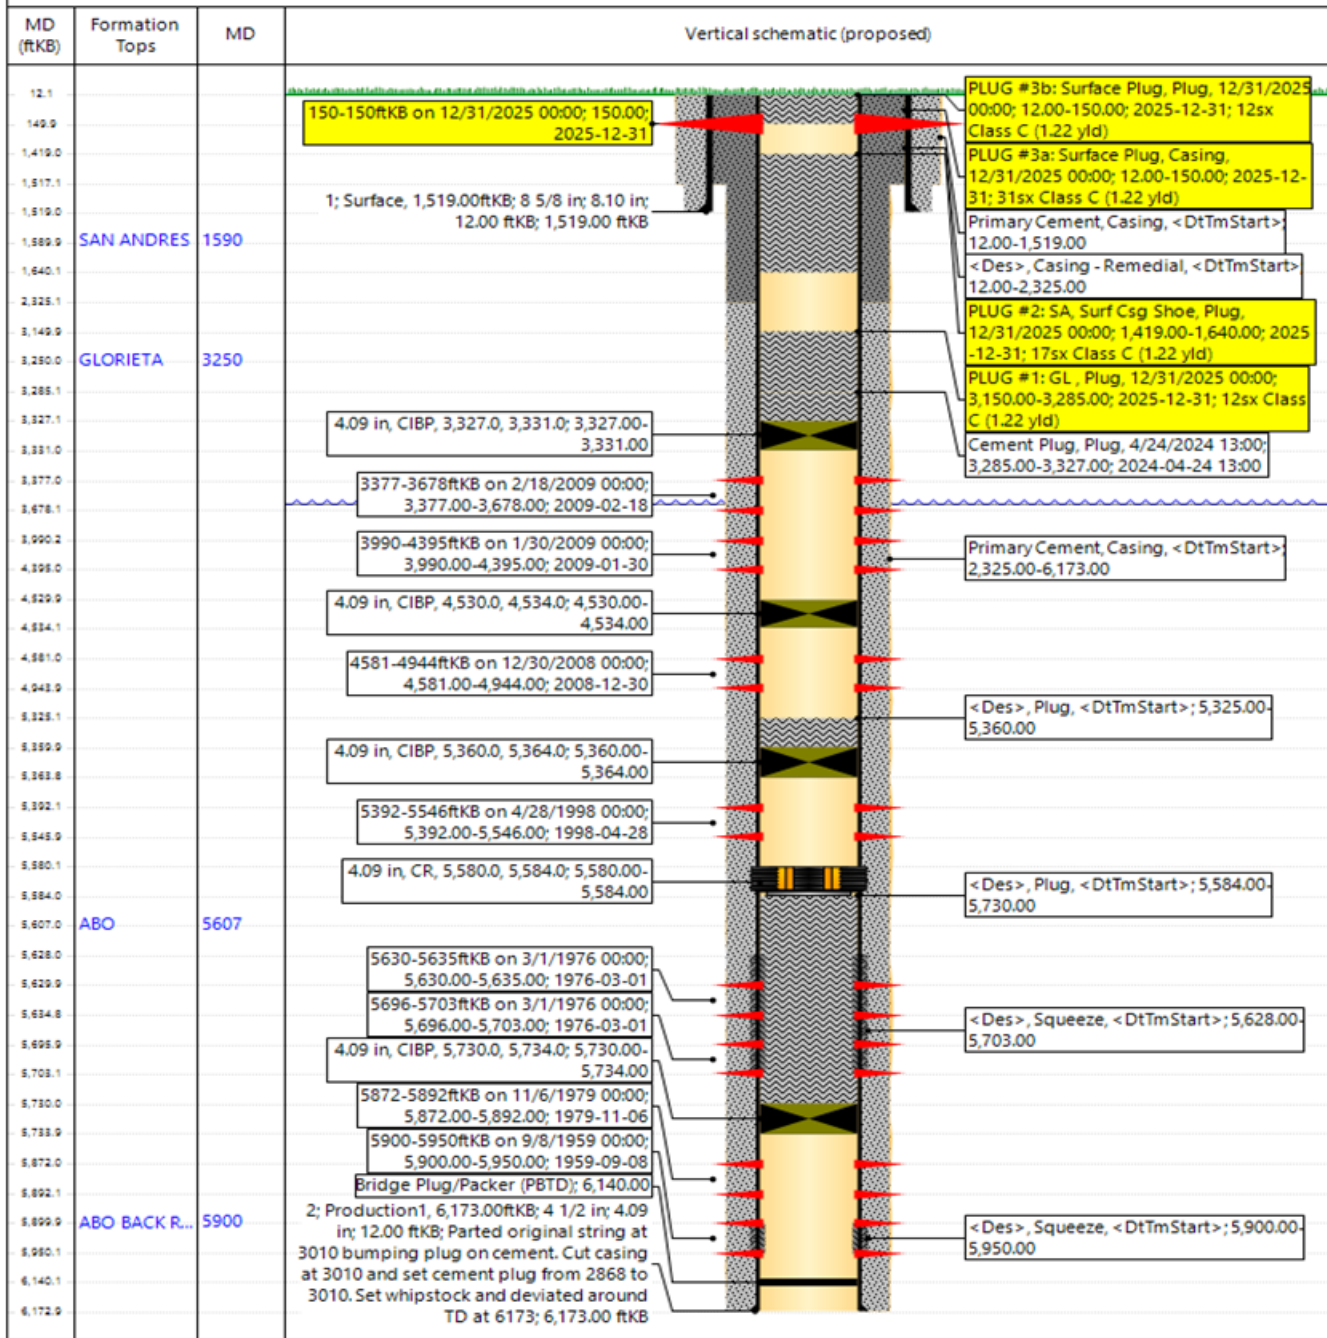 MD
(ftKB)
Formation
Tops
MD
Vertical schematic (proposed)
12.1
149.9
1,419.0
1,517.1
1,519.0
1,589.9
1,640.1
2,325.1
3,149.9
3,250.0
3,285.1
3,327.1
3,331.0
3,377.0
3,678.1
3,990.2
4,395.0
4,529.9
4,534.1
4,581.0
4,943.9
5,325.1
5,359.9
5,363.8
5,392.1
5,545.9
5,580.1
5,584.0
5,607.0
5,628.0
5,629.9
5,634.8
5,695.9
5,703.1
5,730.0
5,733.9
5,872.0
5,892.1
5,899.9
5,950.1
6,140.1
6,172.9
SAN ANDRES 1590
GLORIETA 3250
ABO 5607
ABO BACK R... 5900
150-150ftKB on 12/31/2025 00:00; 150.00;
2025-12-31
1; Surface, 1,519.00ftKB; 8 5/8 in; 8.10 in;
12.00 ftKB; 1,519.00 ftKB
4.09 in, CIBP, 3,327.0, 3,331.0; 3,327.00-
3,331.00
3377-3678ftKB on 2/18/2009 00:00;
3,377.00-3,678.00; 2009-02-18
3990-4395ftKB on 1/30/2009 00:00;
3,990.00-4,395.00; 2009-01-30
4.09 in, CIBP, 4,530.0, 4,534.0; 4,530.00-
4,534.00
4581-4944ftKB on 12/30/2008 00:00;
4,581.00-4,944.00; 2008-12-30
4.09 in, CIBP, 5,360.0, 5,364.0; 5,360.00-
5,364.00
5392-5546ftKB on 4/28/1998 00:00;
5,392.00-5,546.00; 1998-04-28
4.09 in, CR, 5,580.0, 5,584.0; 5,580.00-
5,584.00
5630-5635ftKB on 3/1/1976 00:00;
5,630.00-5,635.00; 1976-03-01
5696-5703ftKB on 3/1/1976 00:00;
5,696.00-5,703.00; 1976-03-01
4.09 in, CIBP, 5,730.0, 5,734.0; 5,730.00-
5,734.00
5872-5892ftKB on 11/6/1979 00:00;
5,872.00-5,892.00; 1979-11-06
5900-5950ftKB on 9/8/1959 00:00;
5,900.00-5,950.00; 1959-09-08
Bridge Plug/Packer (PBTD); 6,140.00
2; Production1, 6,173.00ftKB; 4 1/2 in; 4.09
in; 12.00 ftKB; Parted original string at
3010 bumping plug on cement. Cut casing
at 3010 and set cement plug from 2868 to
3010. Set whipstock and deviated around
TD at 6173; 6,173.00 ftKB
PLUG #3b: Surface Plug, Plug, 12/31/2025
00:00; 12.00-150.00; 2025-12-31; 12sx
Class C (1.22 yld)
PLUG #3a: Surface Plug, Casing,
12/31/2025 00:00; 12.00-150.00; 2025-12-
31; 31sx Class C (1.22 yld)
Primary Cement, Casing, <DtTmStart>;
12.00-1,519.00
<Des>, Casing - Remedial, <DtTmStart>;
12.00-2,325.00
PLUG #2: SA, Surf Csg Shoe, Plug,
12/31/2025 00:00; 1,419.00-1,640.00; 2025
-12-31; 17sx Class C (1.22 yld)
PLUG #1: GL , Plug, 12/31/2025 00:00;
3,150.00-3,285.00; 2025-12-31; 12sx Class
C (1.22 yld)
Cement Plug, Plug, 4/24/2024 13:00;
3,285.00-3,327.00; 2024-04-24 13:00
Primary Cement, Casing, <DtTmStart>;
2,325.00-6,173.00
<Des>, Plug, <DtTmStart>; 5,325.00-
5,360.00
<Des>, Plug, <DtTmStart>; 5,584.00-
5,730.00
<Des>, Squeeze, <DtTmStart>; 5,628.00-
5,703.00
<Des>, Squeeze, <DtTmStart>; 5,900.00-
5,950.00